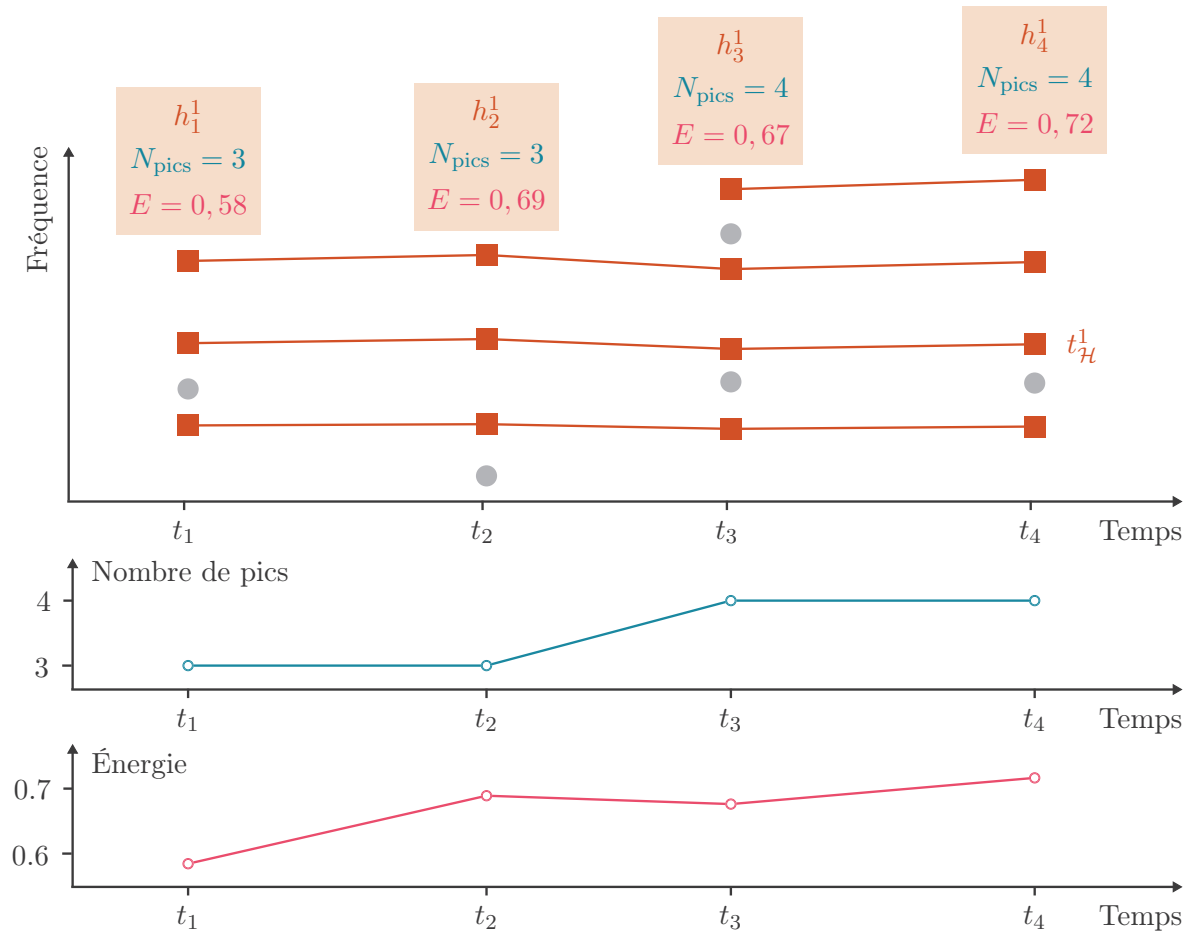 h_1^1
N_pics = 3
E = 0, 58
h_2^1
N_pics = 3
E = 0, 69
h_3^1
N_pics = 4
E = 0, 67
h_4^1
N_pics = 4
E = 0, 72
Fréquence
t_ℋ^1
t_1 t_2 t_3 t_4 Temps
Nombre de pics
4
3
t_1 t_2 t_3 t_4 Temps
Énergie
0.7
0.6
t_1 t_2 t_3 t_4 Temps